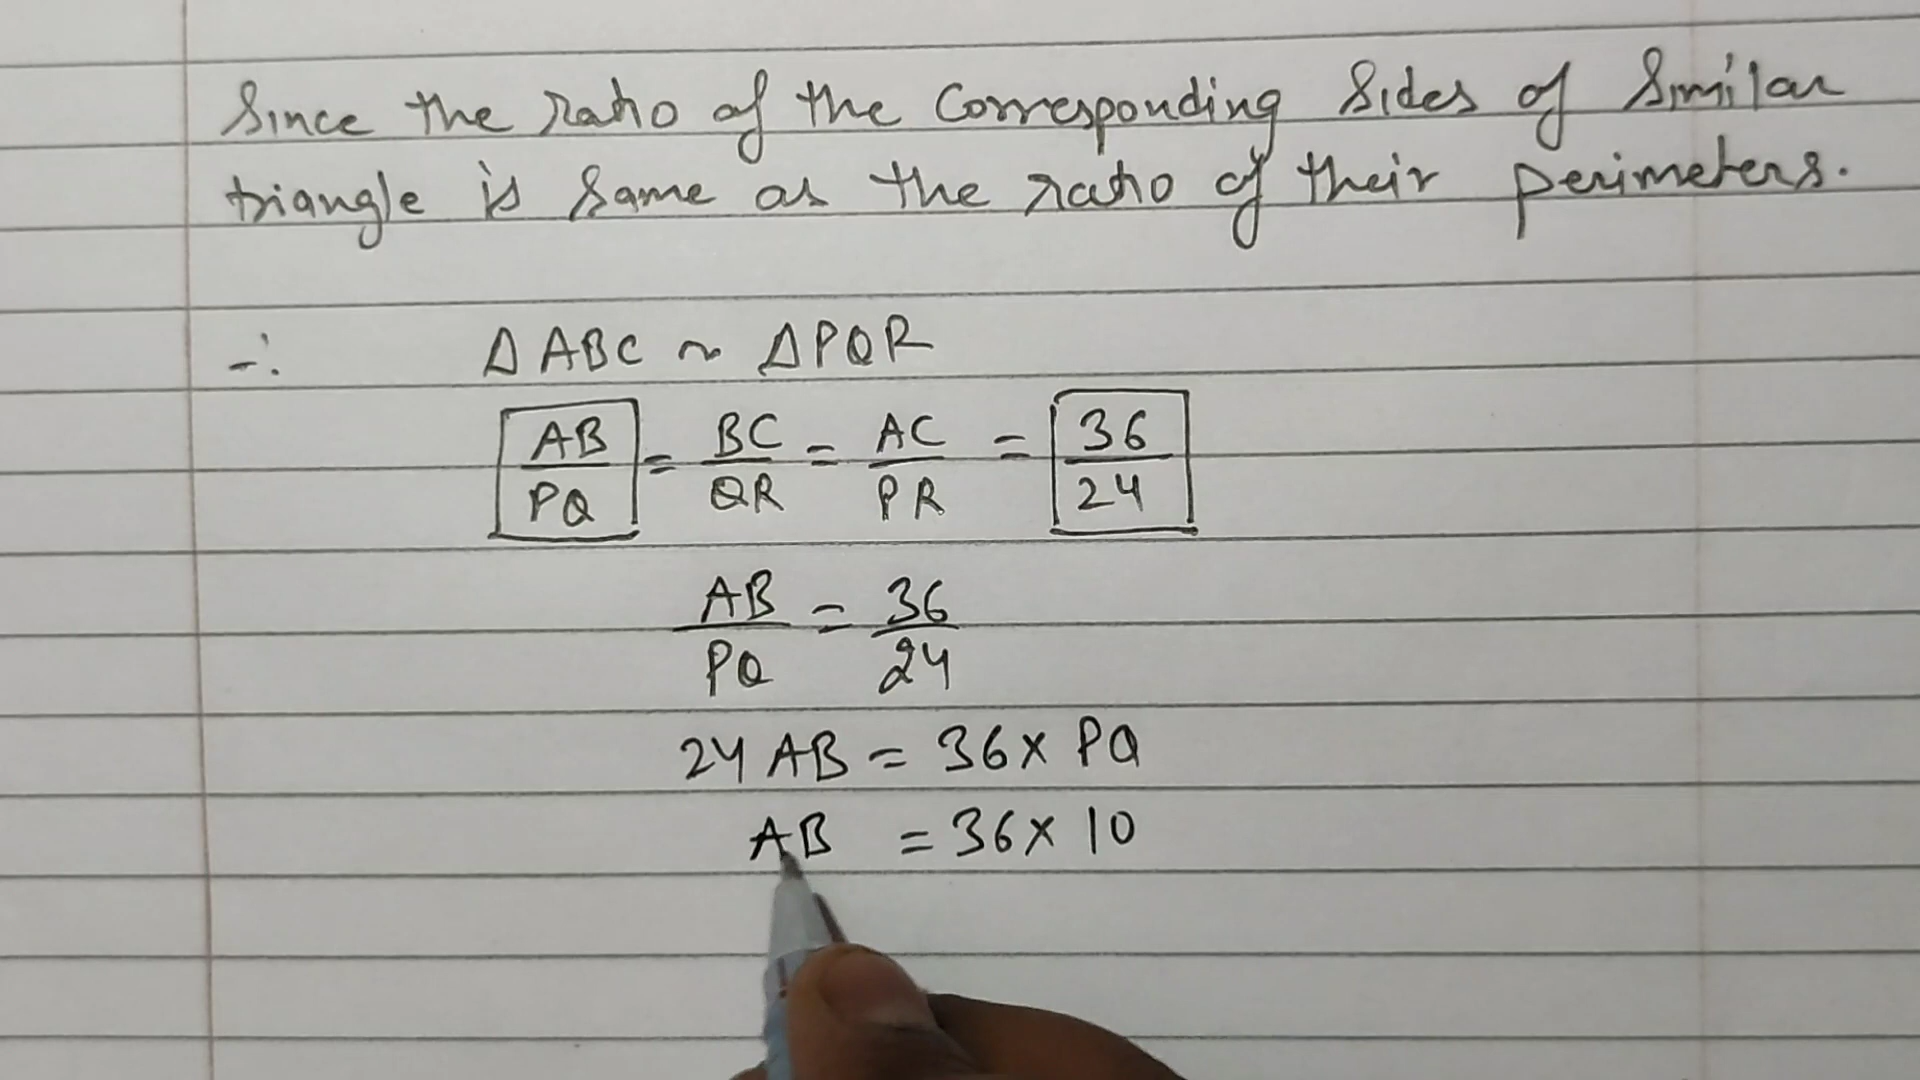 Since the ratio of the Corresponding Sides of Similar
triangle is Same as the ratio of their perimeters.
∴ Δ ABC ~ ΔPQR
AB/PQ = BC/QR = AC/PR = 36/24
AB/PQ = 36/24
24 AB = 36 × PQ
AB = 36 × 10